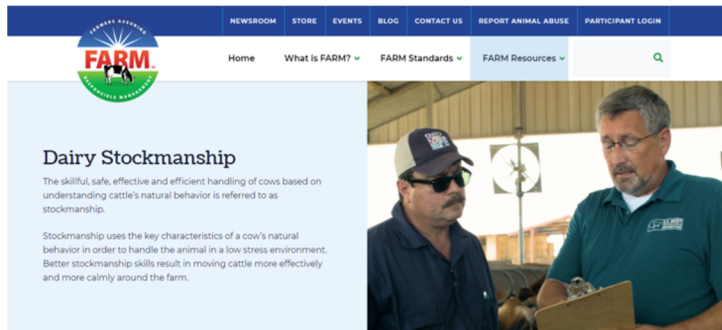 NEWSROOM STORE EVENTS BLOG CONTACT US REPORT ANIMAL ABUSE PARTICIPANT LOGIN
FARMERS ASSURING
FARM
RESPONSIBLE MANAGEMENT
Home What is FARM? FARM Standards FARM Resources
Dairy Stockmanship
The skillful, safe, effective and efficient handling of cows based on
understanding cattle's natural behavior is referred to as
stockmanship.
Stockmanship uses the key characteristics of a cow's natural
behavior in order to handle the animal in a low stress environment.
Better stockmanship skills result in moving cattle more effectively
and more calmly around the farm.